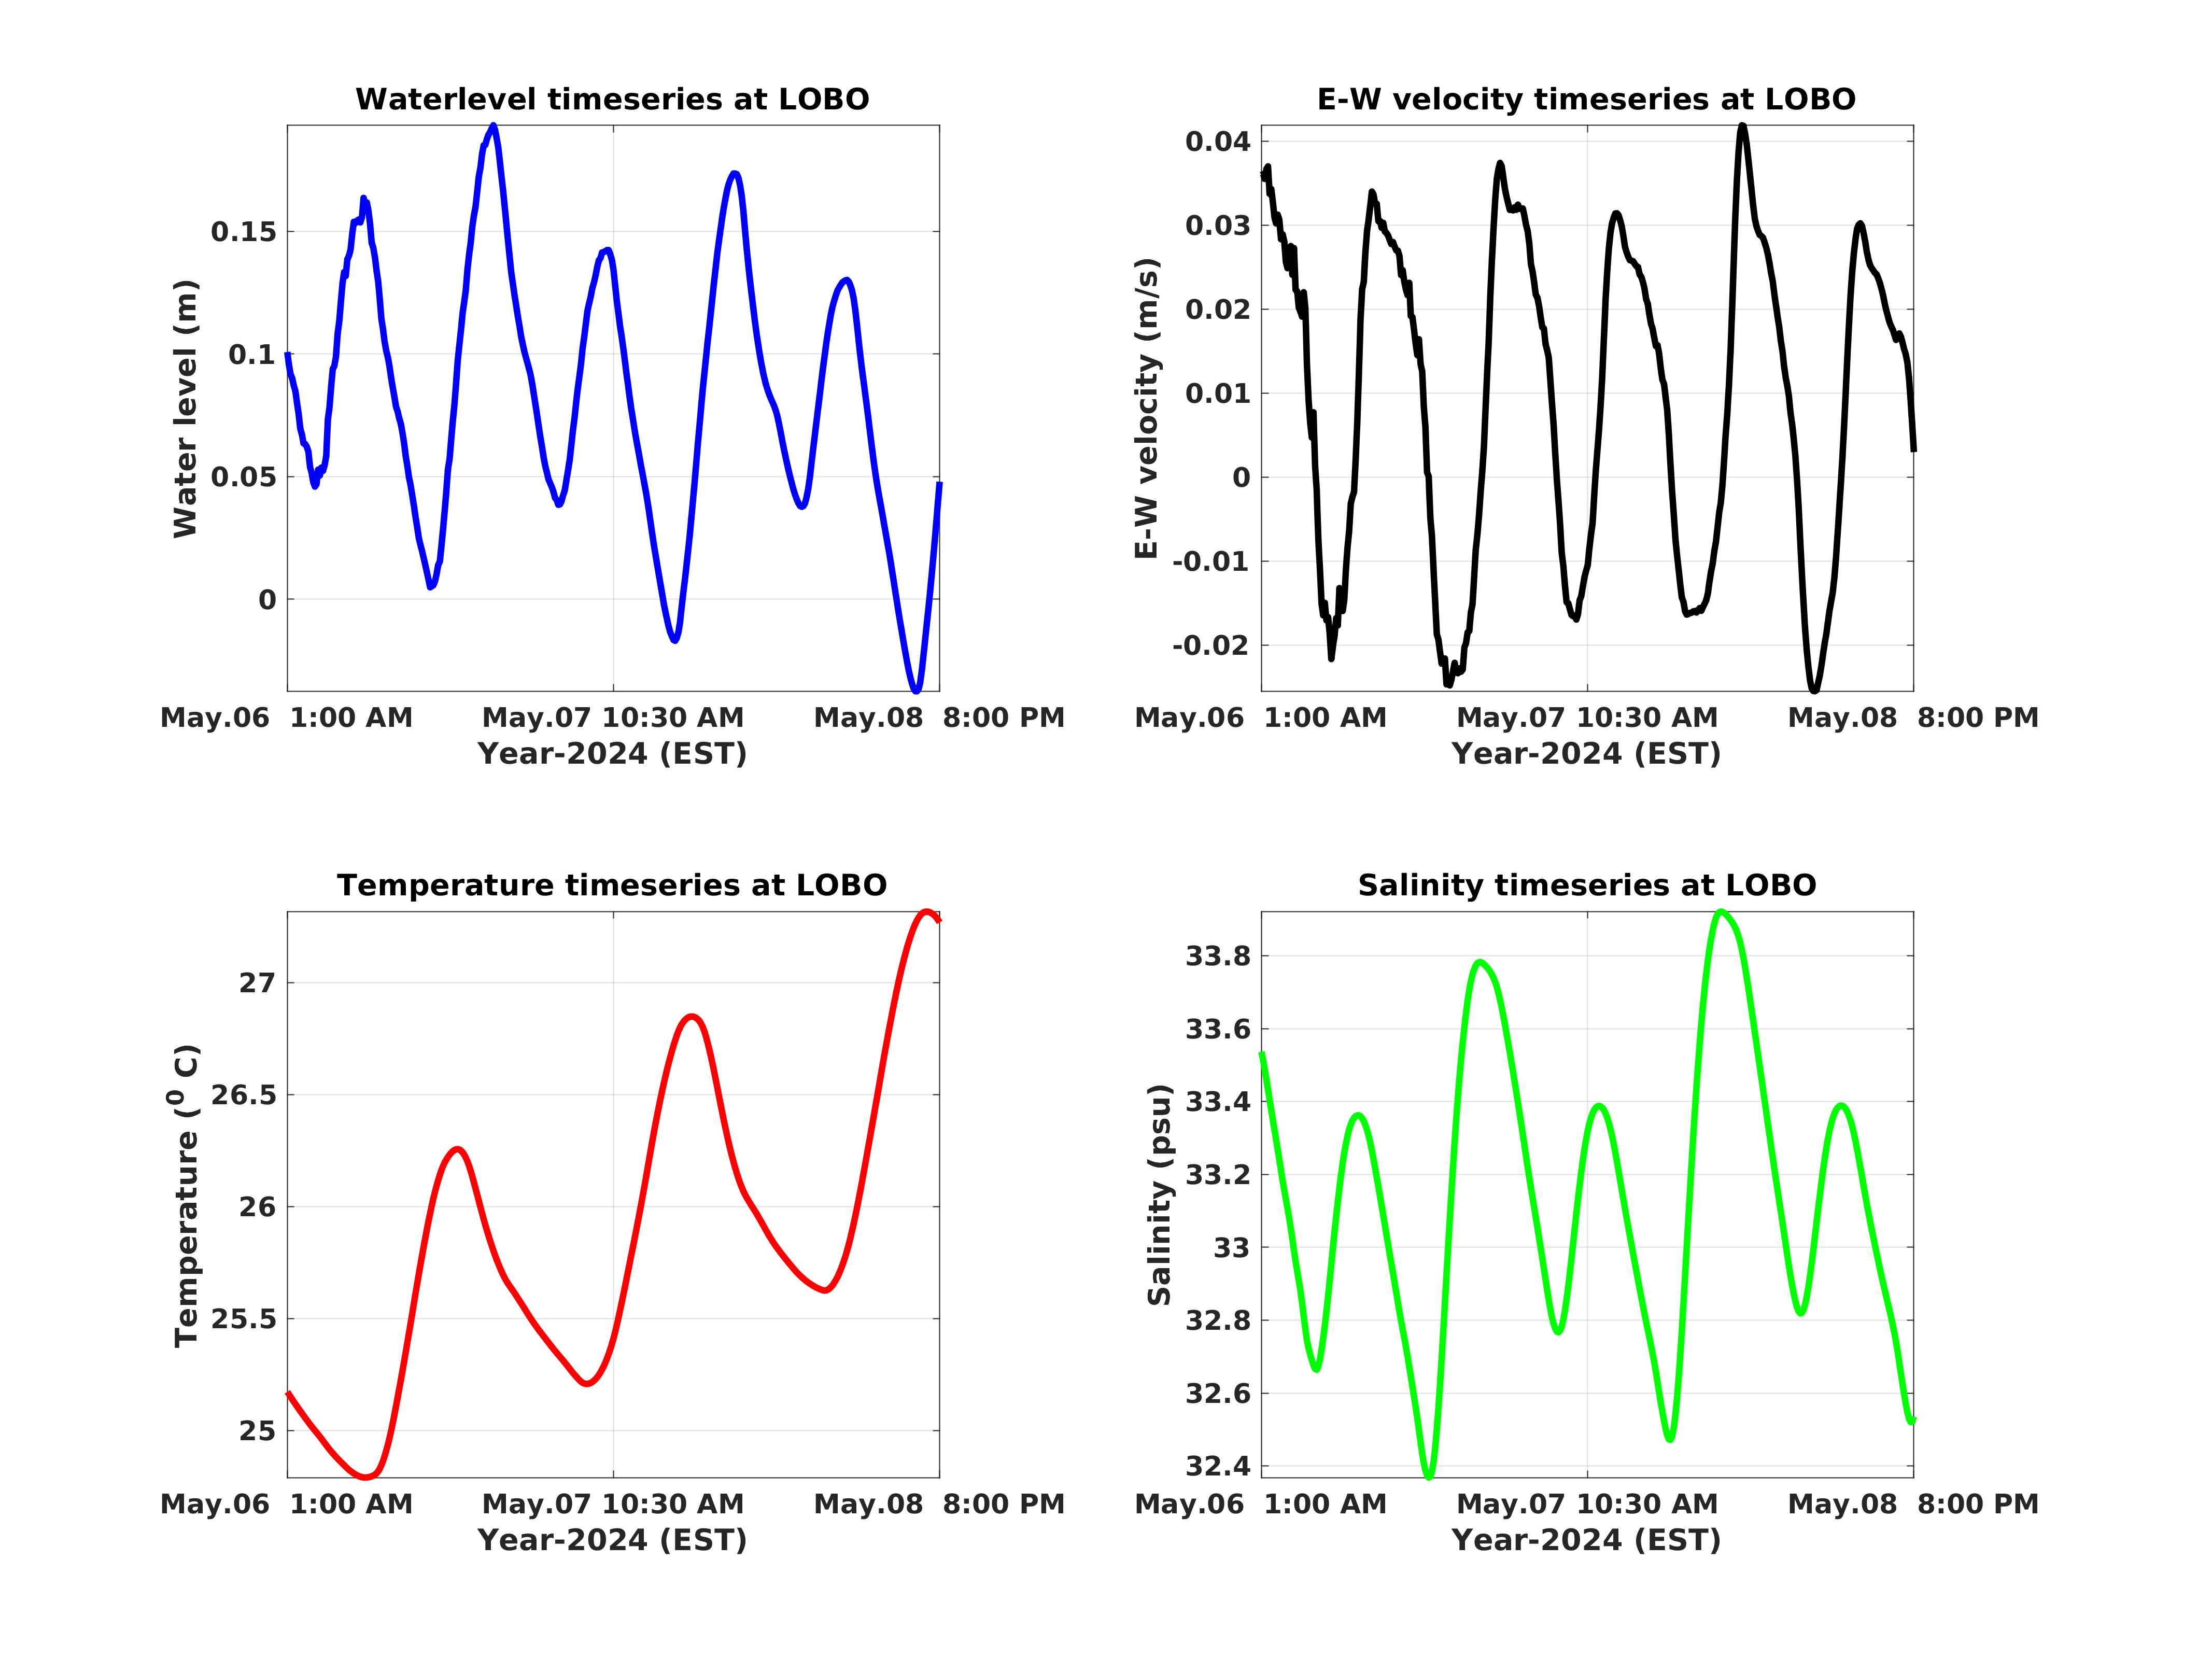 Waterlevel timeseries at LOBO
Water level (m)
0.15
0.1
0.05
0
May.06 1:00 AM
May.07 10:30 AM
May.08 8:00 PM
Year-2024 (EST)
E-W velocity timeseries at LOBO
E-W velocity (m/s)
0.04
0.03
0.02
0.01
0
-0.01
-0.02
May.06 1:00 AM
May.07 10:30 AM
May.08 8:00 PM
Year-2024 (EST)
Temperature timeseries at LOBO
Temperature (⁰ C)
27
26.5
26
25.5
25
May.06 1:00 AM
May.07 10:30 AM
May.08 8:00 PM
Year-2024 (EST)
Salinity timeseries at LOBO
Salinity (psu)
33.8
33.6
33.4
33.2
33
32.8
32.6
32.4
May.06 1:00 AM
May.07 10:30 AM
May.08 8:00 PM
Year-2024 (EST)